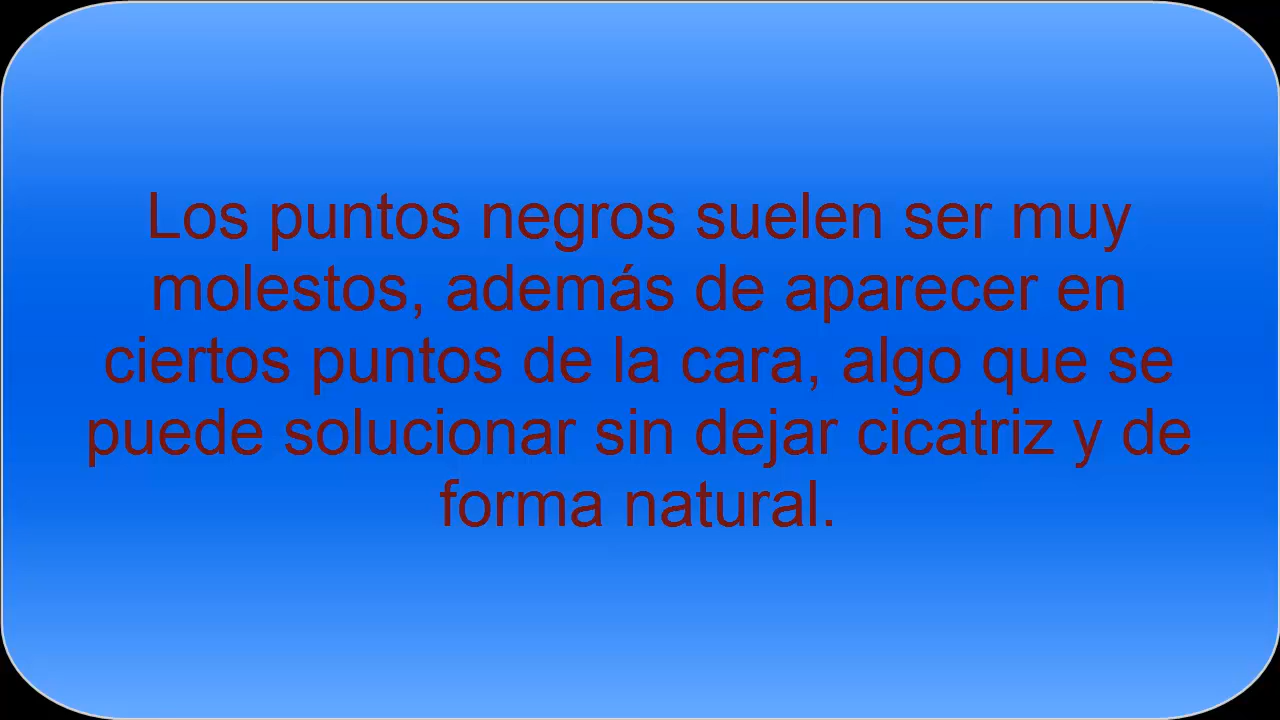 Los puntos negros suelen ser muy
molestos, además de aparecer en
ciertos puntos de la cara, algo que se
puede solucionar sin dejar cicatriz y de
forma natural.